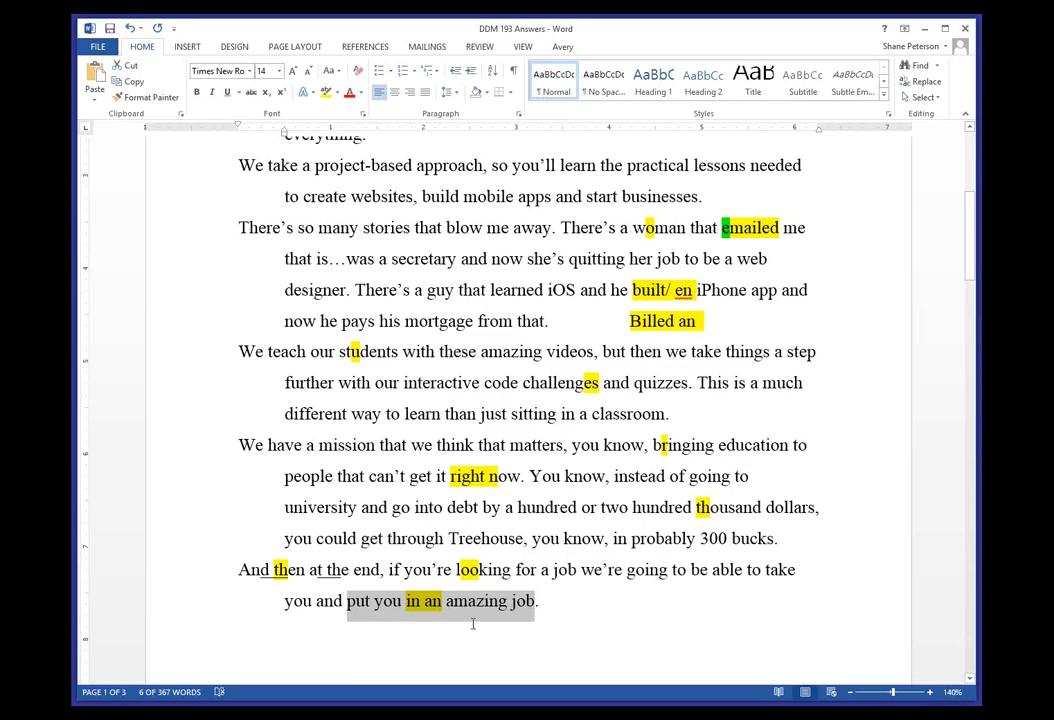 DDM 193 Answers - Word
FILE HOME INSERT DESIGN PAGE LAYOUT REFERENCES MAILINGS REVIEW VIEW Avery Shane Peterson
Cut
Copy
Format Painter
Paste
Clipboard
Times New Ro 14
Font
Paragraph
AaBbCcDc AaBbCcDc AaBbC AaBbCc AaB AaBbCc AaBbCcDc
¶ Normal ¶ No Spac... Heading 1 Heading 2 Title Subtitle Subtle Em...
Styles
Find
Replace
Select
Editing
1 1 2 3 4 5 6 7
everything.
We take a project-based approach, so you’ll learn the practical lessons needed
to create websites, build mobile apps and start businesses.
There’s so many stories that blow me away. There’s a woman that emailed me
that is…was a secretary and now she’s quitting her job to be a web
designer. There’s a guy that learned iOS and he built/ en iPhone app and
now he pays his mortgage from that. Billed an
We teach our students with these amazing videos, but then we take things a step
further with our interactive code challenges and quizzes. This is a much
different way to learn than just sitting in a classroom.
We have a mission that we think that matters, you know, bringing education to
people that can’t get it right now. You know, instead of going to
university and go into debt by a hundred or two hundred thousand dollars,
you could get through Treehouse, you know, in probably 300 bucks.
And then at the end, if you’re looking for a job we’re going to be able to take
you and put you in an amazing job.
PAGE 1 OF 3 6 OF 367 WORDS 140%